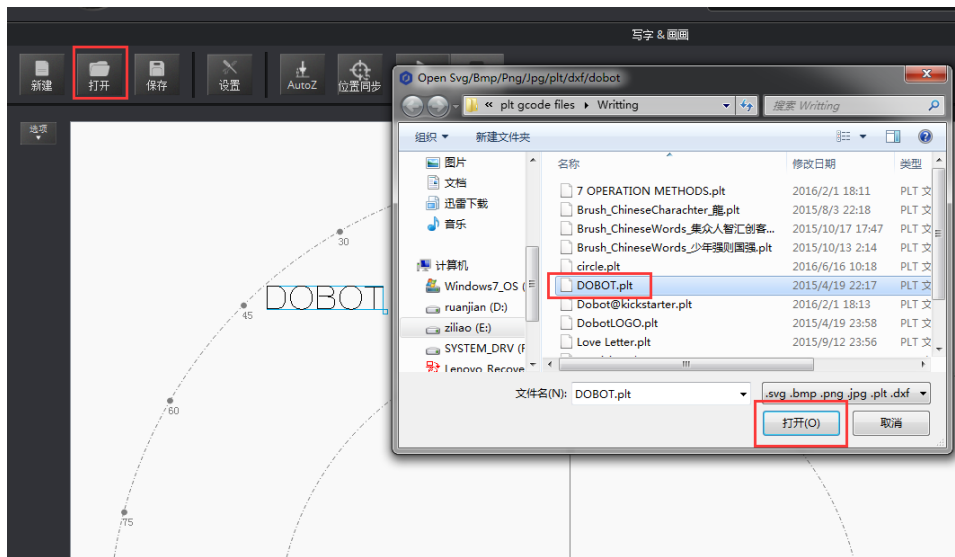 写字 & 画画
新建
打开
保存
设置
AutoZ
位置同步
选项
30
45
60
75
DOBOT
Open Svg/Bmp/Png/Jpg/plt/dxf/dobot
« plt gcode files ▸ Writting
搜索 Writting
组织
新建文件夹
图片
文档
迅雷下载
音乐
计算机
Windows7_OS (
ruanjian (D:)
ziliao (E:)
SYSTEM_DRV (F
Lenovo_Recove
名称 修改日期 类型
7 OPERATION METHODS.plt 2016/2/1 18:11 PLT 文
Brush_ChineseCharachter_龍.plt 2015/8/3 22:18 PLT 文
Brush_ChineseWords_集众人智汇创客... 2015/10/17 17:47 PLT 文
Brush_ChineseWords_少年强则国强.plt 2015/10/13 2:14 PLT 文
circle.plt 2016/6/16 10:18 PLT 文
DOBOT.plt 2015/4/19 22:17 PLT 文
Dobot@kickstarter.plt 2016/2/1 18:13 PLT 文
DobotLOGO.plt 2015/4/19 23:58 PLT 文
Love Letter.plt 2015/9/12 23:56 PLT 文
文件名(N): DOBOT.plt
.svg .bmp .png .jpg .plt .dxf
打开(O)
取消